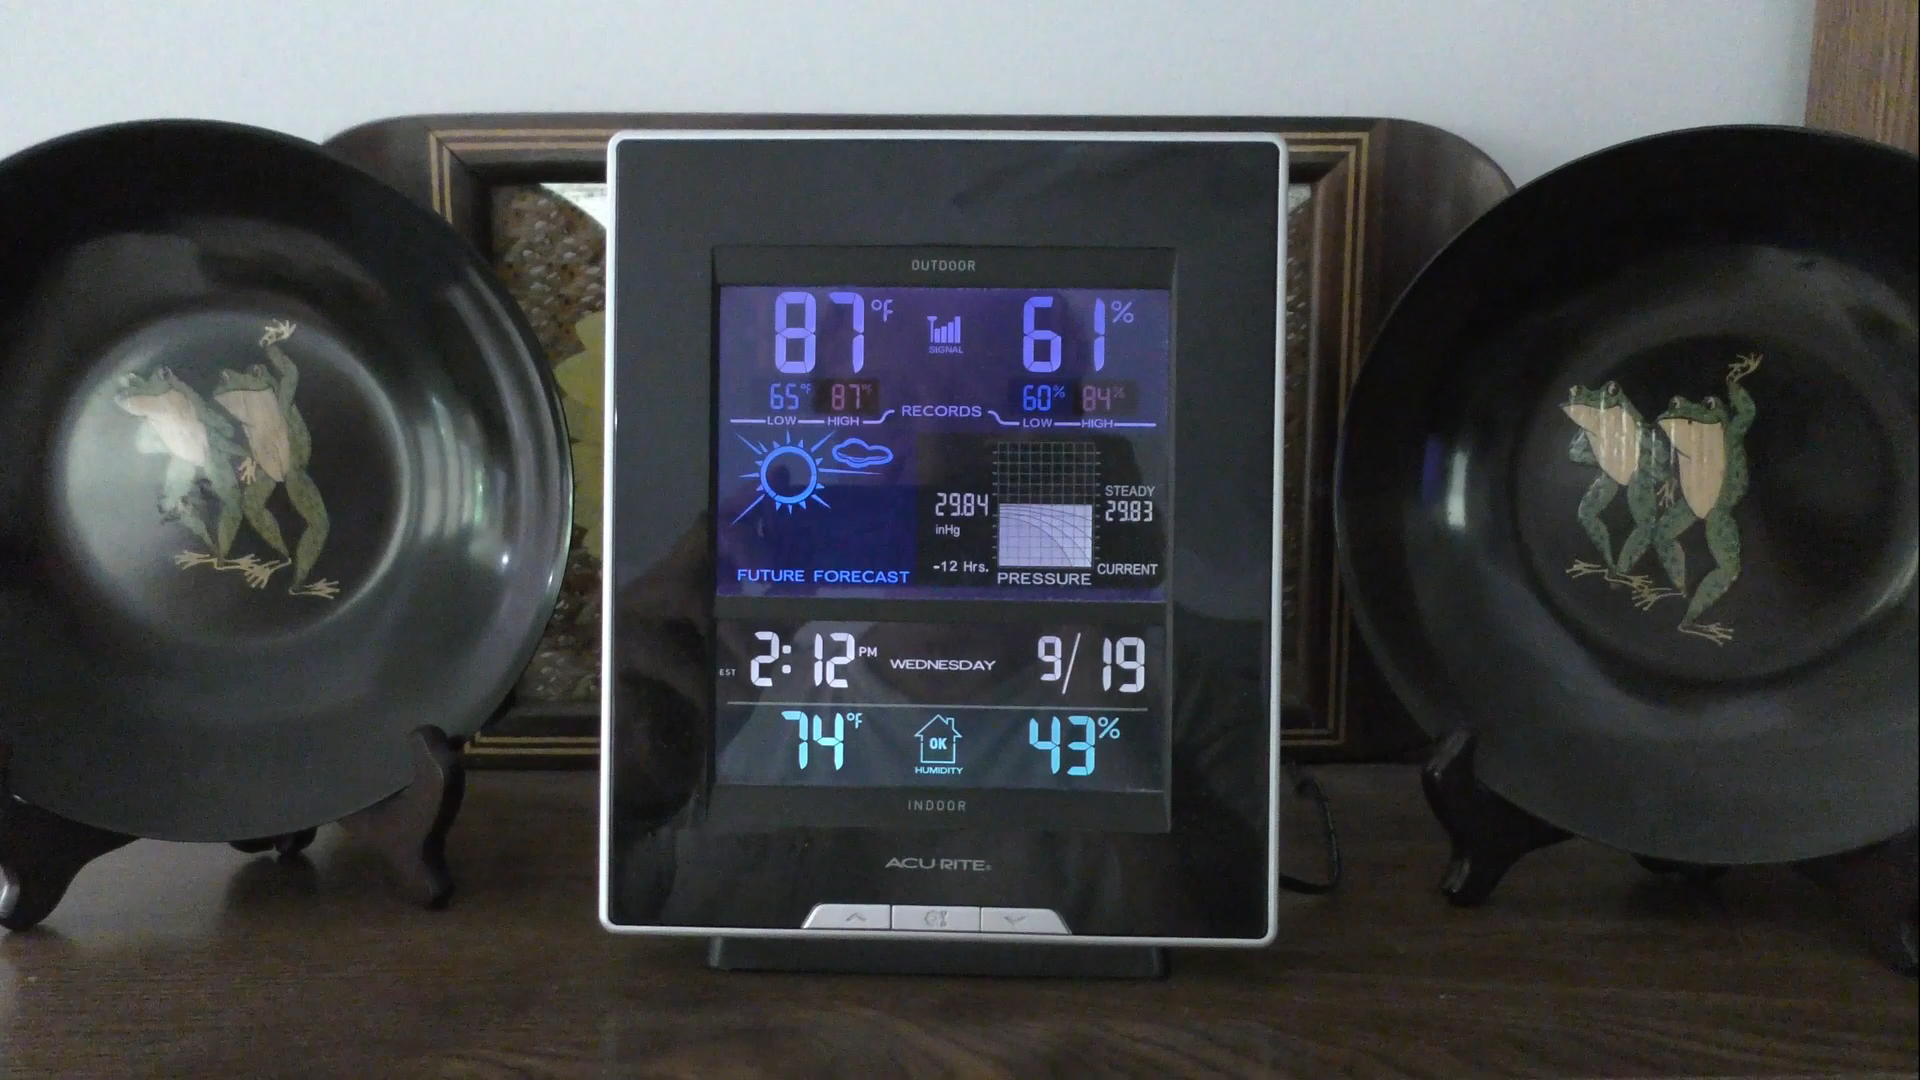 OUTDOOR
87°F SIGNAL 61%
65°F 87°F RECORDS 60% 84%
LOW HIGH LOW HIGH
STEADY
29.84 29.83
inHg
-12 Hrs. CURRENT
FUTURE FORECAST PRESSURE
EST 2:12 PM WEDNESDAY 9/19
74°F OK 43%
HUMIDITY
INDOOR
ACURITE